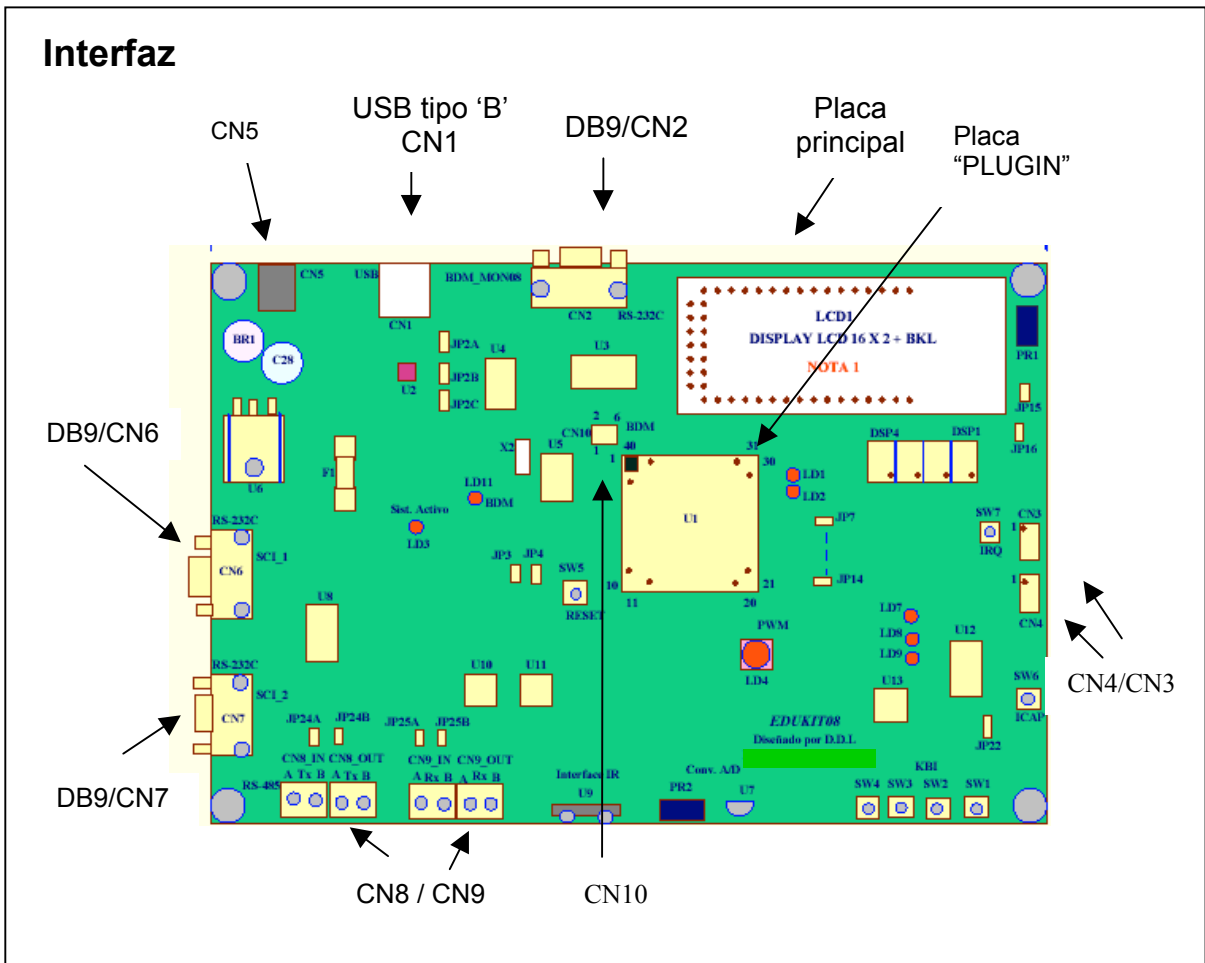 Interfaz
CN5
USB tipo ‘B’
CN1
DB9/CN2
Placa
principal
Placa
“PLUGIN”
CN5
USB
CN1
BDM_MON08
CN2
RS-232C
LCD1
DISPLAY LCD 16 X 2 + BKL
NOTA 1
PR1
BR1
C28
JP2A
JP2B
JP2C
U4
U3
U2
JP15
JP16
DB9/CN6
U6
F1
X2
U5
CN10
2
6
BDM
1
1
40
31
30
DSP4
DSP1
LD11
BDM
Sist. Activo
LD3
U1
LD1
LD2
JP7
JP14
SW7
IRQ
1
CN3
1
CN4
RS-232C
SCI_1
CN6
JP3
JP4
SW5
RESET
10
11
21
20
U8
PWM
LD4
LD7
LD8
LD9
U12
U13
SW6
ICAP
CN4/CN3
RS-232C
SCI_2
CN7
U10
U11
JP24A
JP24B
JP25A
JP25B
EDUKIT08
Diseñado por D.D.I.
JP22
DB9/CN7
RS-485
CN8_IN
CN8_OUT
A Tx B
A Tx B
CN9_IN
CN9_OUT
A Rx B
A Rx B
Interface IR
U9
Conv. A/D
PR2
U7
KBI
SW4
SW3
SW2
SW1
CN8 / CN9
CN10